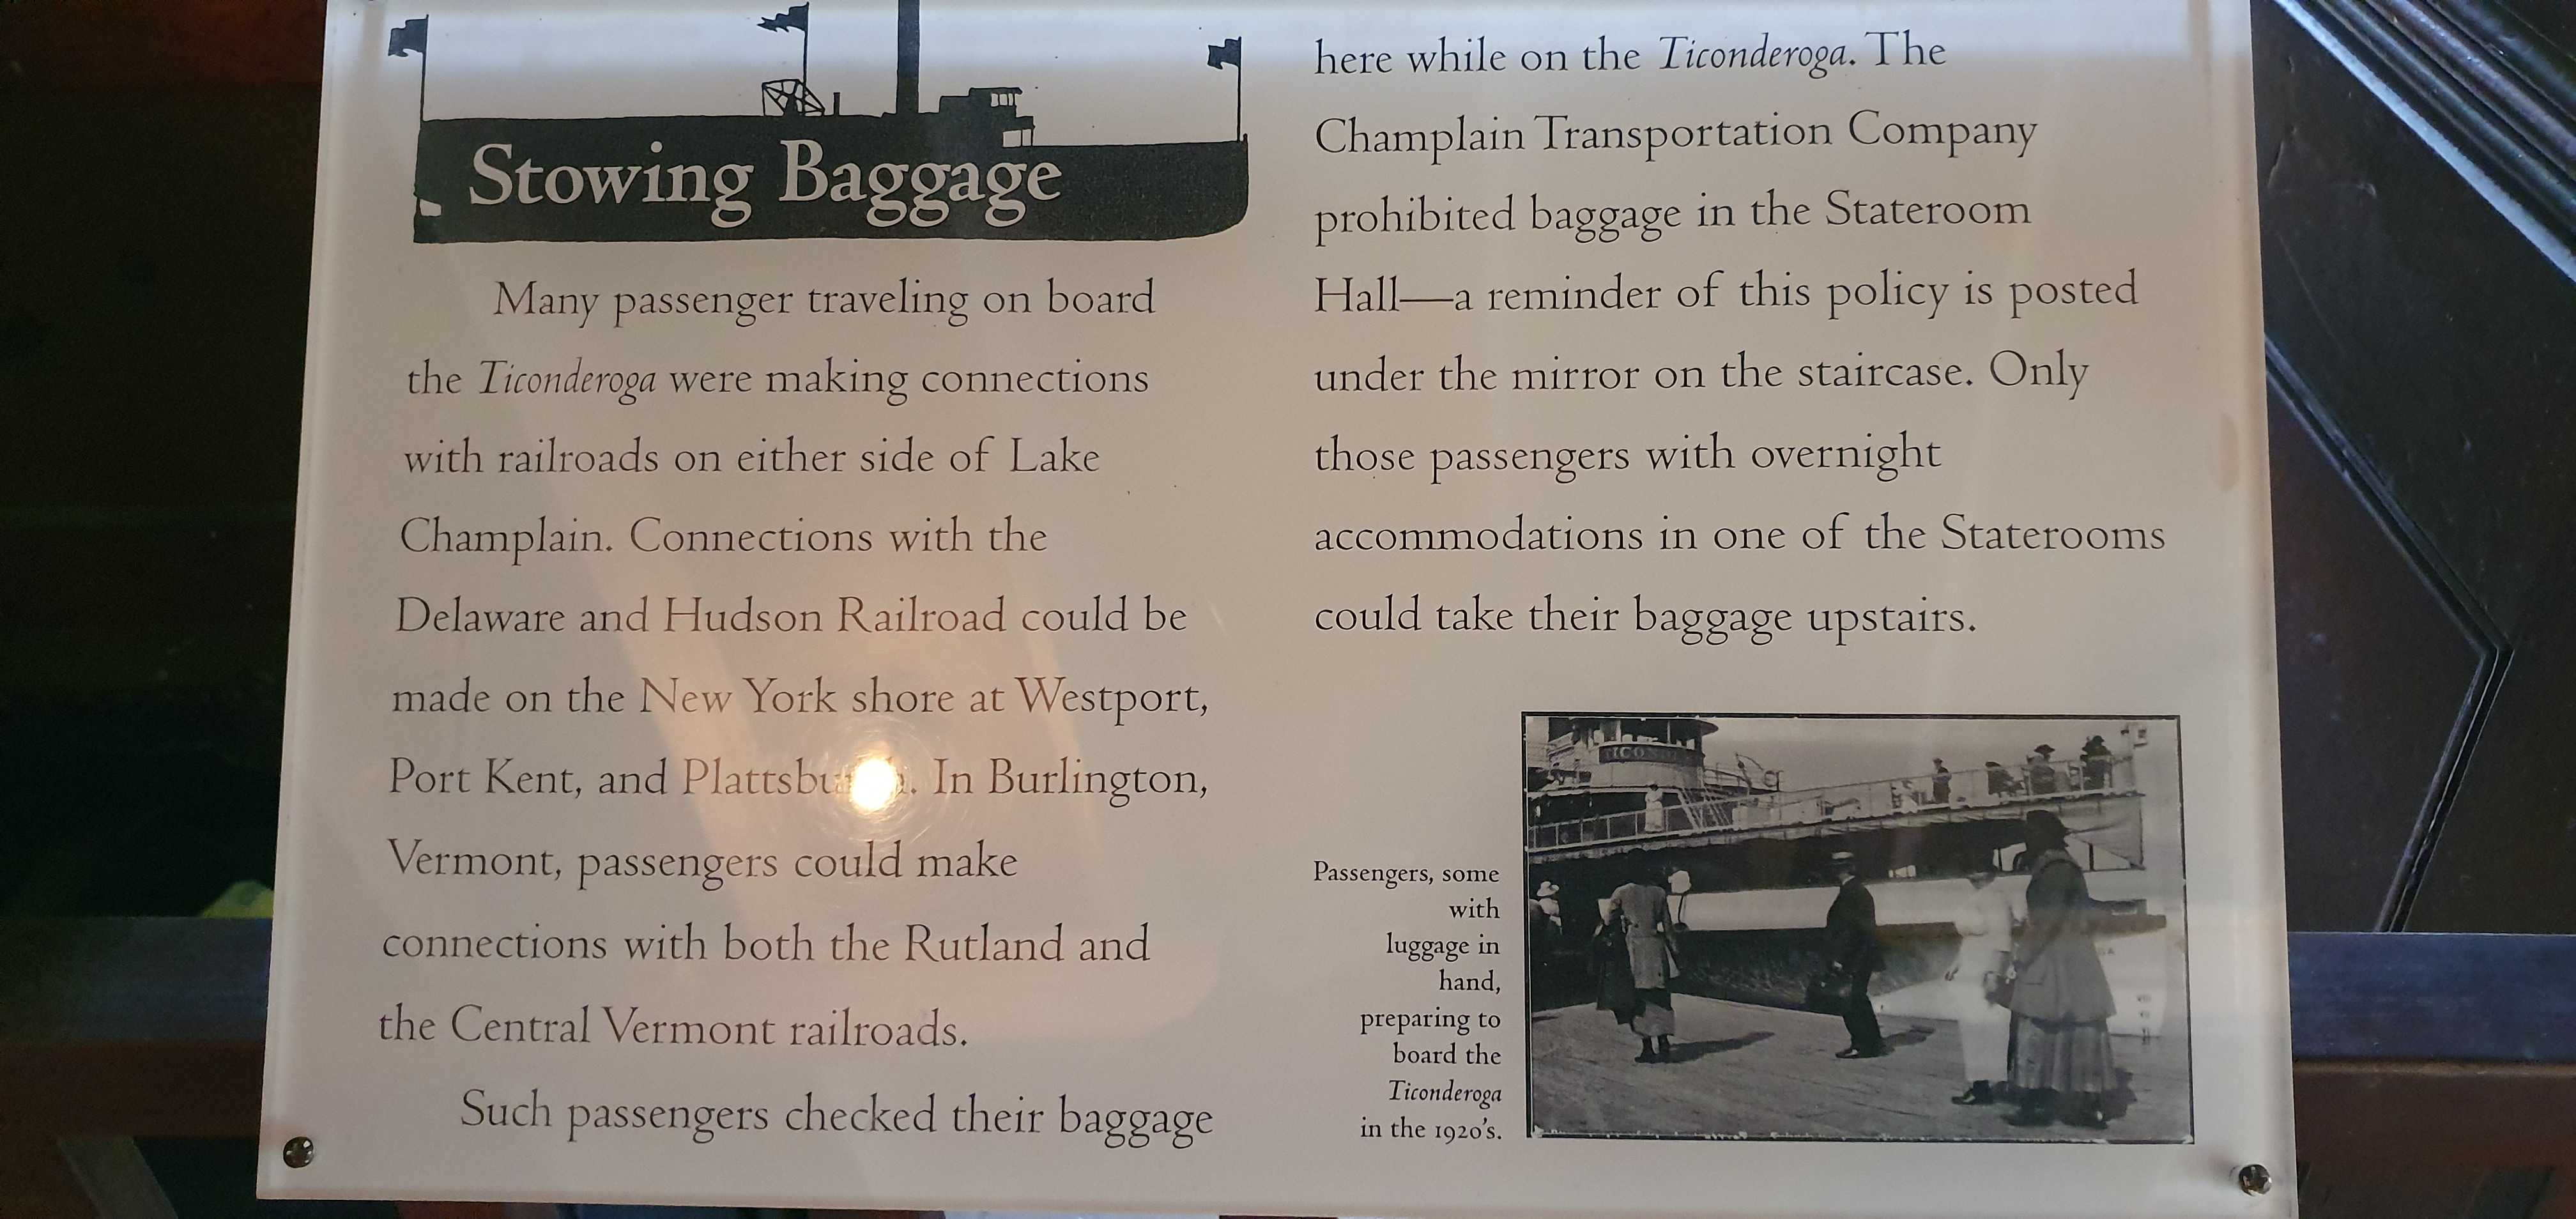 Stowing Baggage
Many passenger traveling on board
the Ticonderoga were making connections
with railroads on either side of Lake
Champlain. Connections with the
Delaware and Hudson Railroad could be
made on the New York shore at Westport,
Port Kent, and . In Burlington,
Vermont, passengers could make
connections with both the Rutland and
the Central Vermont railroads.
Such passengers checked their baggage
here while on the Ticonderoga. The
Champlain Transportation Company
prohibited baggage in the Stateroom
Hall—a reminder of this policy is posted
under the mirror on the staircase. Only
those passengers with overnight
accommodations in one of the Staterooms
could take their baggage upstairs.
Passengers, some
with
luggage in
hand,
preparing to
board the
Ticonderoga
in the 1920's.